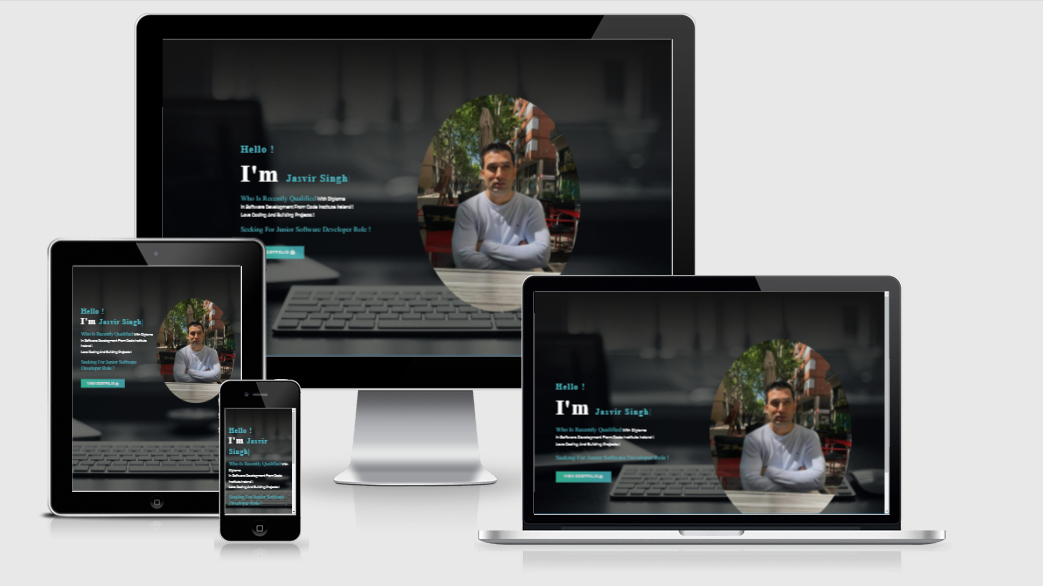 Hello !
I'm Jasvir Singh
Who Is Recently Qualified With Diploma
In Software Development From Code Institute Ireland !
Love Coding And Building Projects !
Seeking For Junior Software Developer Role !
PORTFOLIO
Hello !
I'm Jasvir Singh|
Who Is Recently Qualified With Diploma
In Software Development From Code Institute
Ireland !
Love Coding And Building Projects !
Seeking For Junior Software
Developer Role !
VIEW PORTFOLIO
Hello !
I'm Jasvir
Singh|
Who Is Recently Qualified With
Diploma
In Software Development From Code
Institute Ireland !
Love Coding And Building Projects !
Seeking For Junior Software
Developer Role !
Hello !
I'm Jasvir Singh|
Who Is Recently Qualified With Diploma
In Software Development From Code Institute Ireland !
Love Coding And Building Projects !
Seeking For Junior Software Developer Role !
VIEW PORTFOLIO